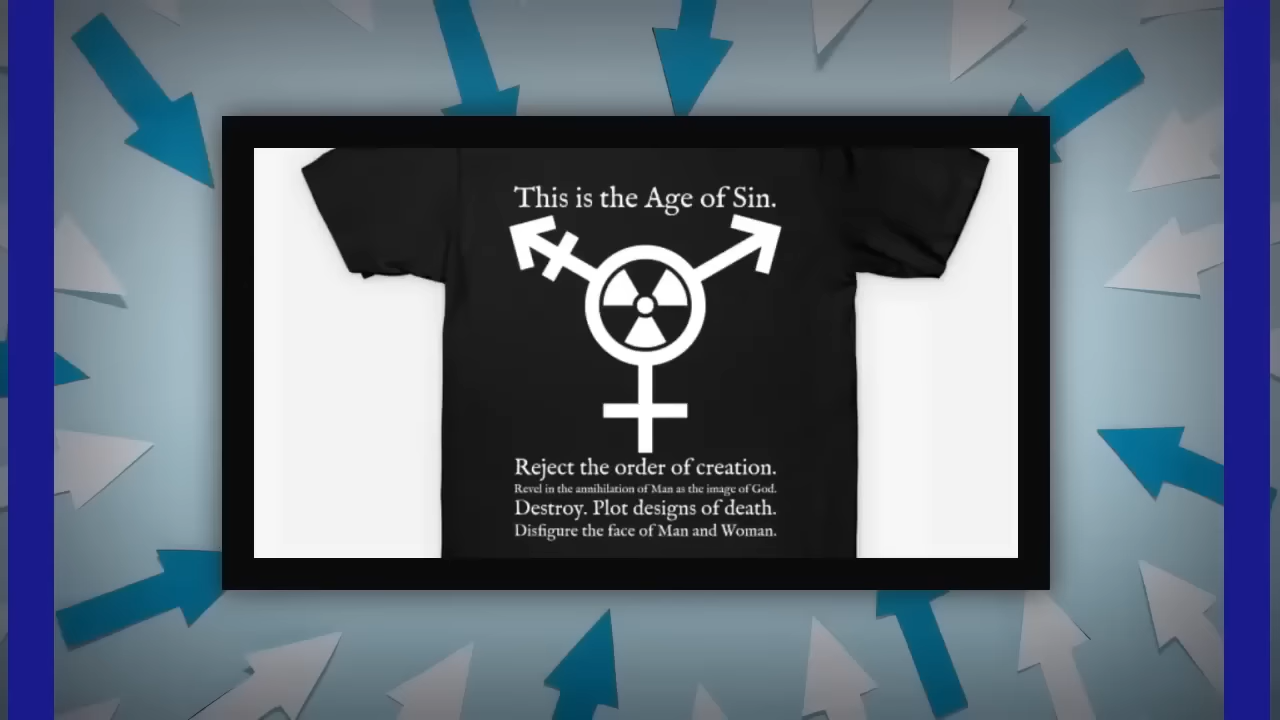 This is the Age of Sin.
Reject the order of creation.
Revel in the annihilation of Man as the image of God.
Destroy. Plot designs of death.
Disfigure the face of Man and Woman.